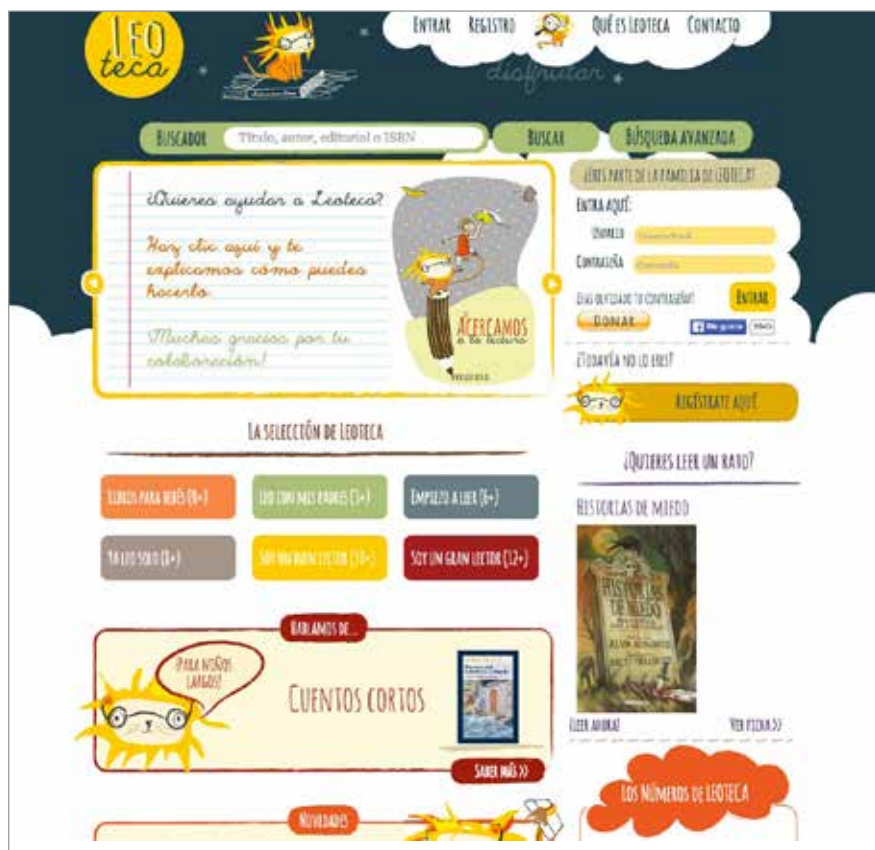 LEO
teca
ENTRAR REGISTRO QUÉ ES LEOTECA CONTACTO
disfrutar
BUSCADOR Título, autor, editorial o ISBN BUSCAR BÚSQUEDA AVANZADA
¿Quieres ayudar a Leoteca?
Haz clic aquí y te
explicamos cómo puedes
hacerlo.
¡Muchas gracias por tu
colaboración!
ACERCAMOS
a la lectura
¿ERES PARTE DE LA FAMILIA DE LEOTECA?
ENTRA AQUÍ:
USUARIO
CONTRASEÑA
¿HAS OLVIDADO TU CONTRASEÑA? ENTRAR
DONAR Me gusta
¿TODAVÍA NO LO ERES?
REGÍSTRATE AQUÍ
LA SELECCIÓN DE LEOTECA
LIBROS PARA BEBÉS (0+) LEO CON MIS PADRES (3+) EMPIEZO A LEER (6+)
YA LEO SOLO (8+) SOY UN BUEN LECTOR (10+) SOY UN GRAN LECTOR (12+)
¿QUIERES LEER UN RATO?
HISTORIAS DE MIEDO
HISTORIAS
DE MIEDO
¡LEER AHORA! VER FICHA >>
HABLAMOS DE...
¡PARA NIÑOS
LARGOS!
CUENTOS CORTOS
SABER MÁS >>
NOVEDADES
LOS NÚMEROS DE LEOTECA